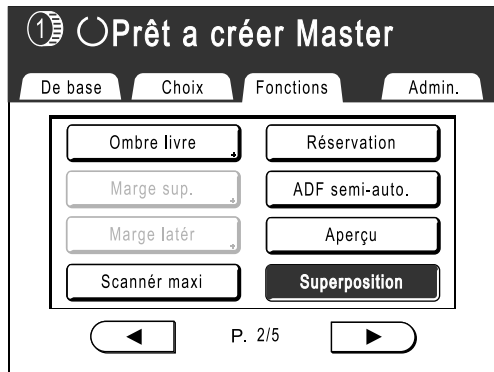 1 Prêt a créer Master
De base Choix Fonctions Admin.
Ombre livre Réservation
Marge sup. ADF semi-auto.
Marge latér Aperçu
Scannér maxi Superposition
P. 2/5